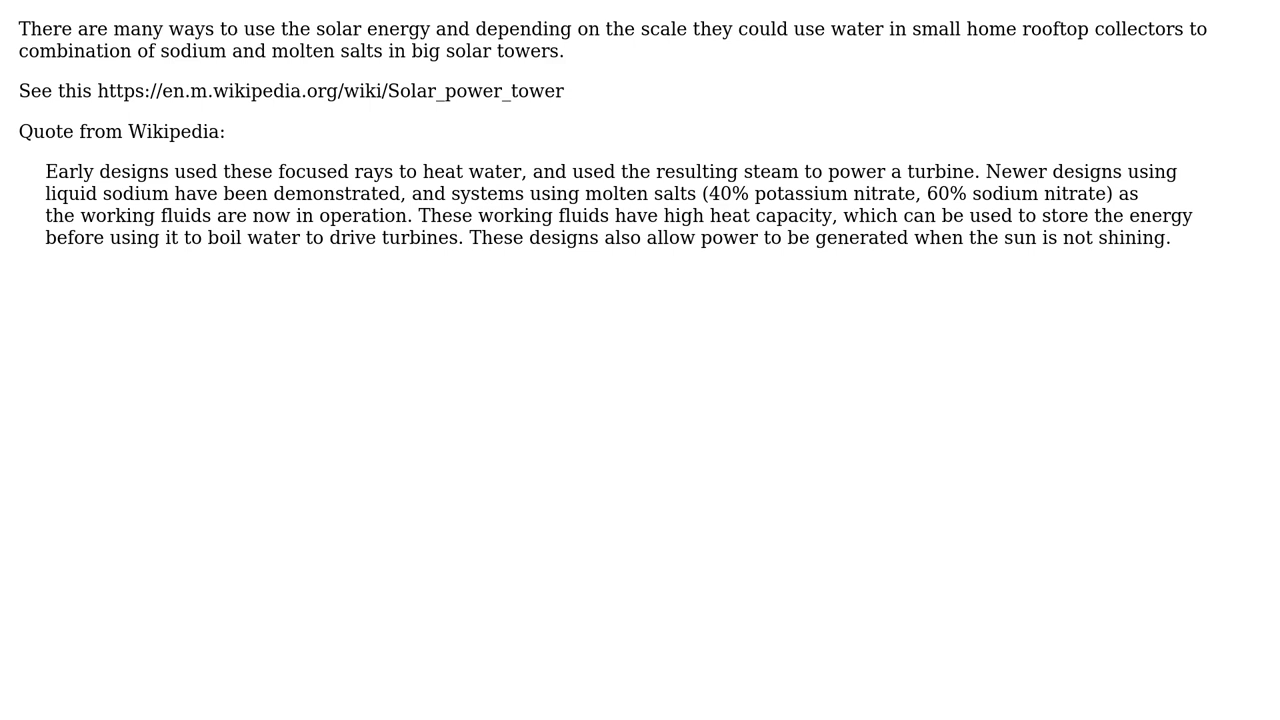 There are many ways to use the solar energy and depending on the scale they could use water in small home rooftop collectors to
combination of sodium and molten salts in big solar towers.
See this https://en.m.wikipedia.org/wiki/Solar_power_tower
Quote from Wikipedia:
Early designs used these focused rays to heat water, and used the resulting steam to power a turbine. Newer designs using
liquid sodium have been demonstrated, and systems using molten salts (40% potassium nitrate, 60% sodium nitrate) as
the working fluids are now in operation. These working fluids have high heat capacity, which can be used to store the energy
before using it to boil water to drive turbines. These designs also allow power to be generated when the sun is not shining.